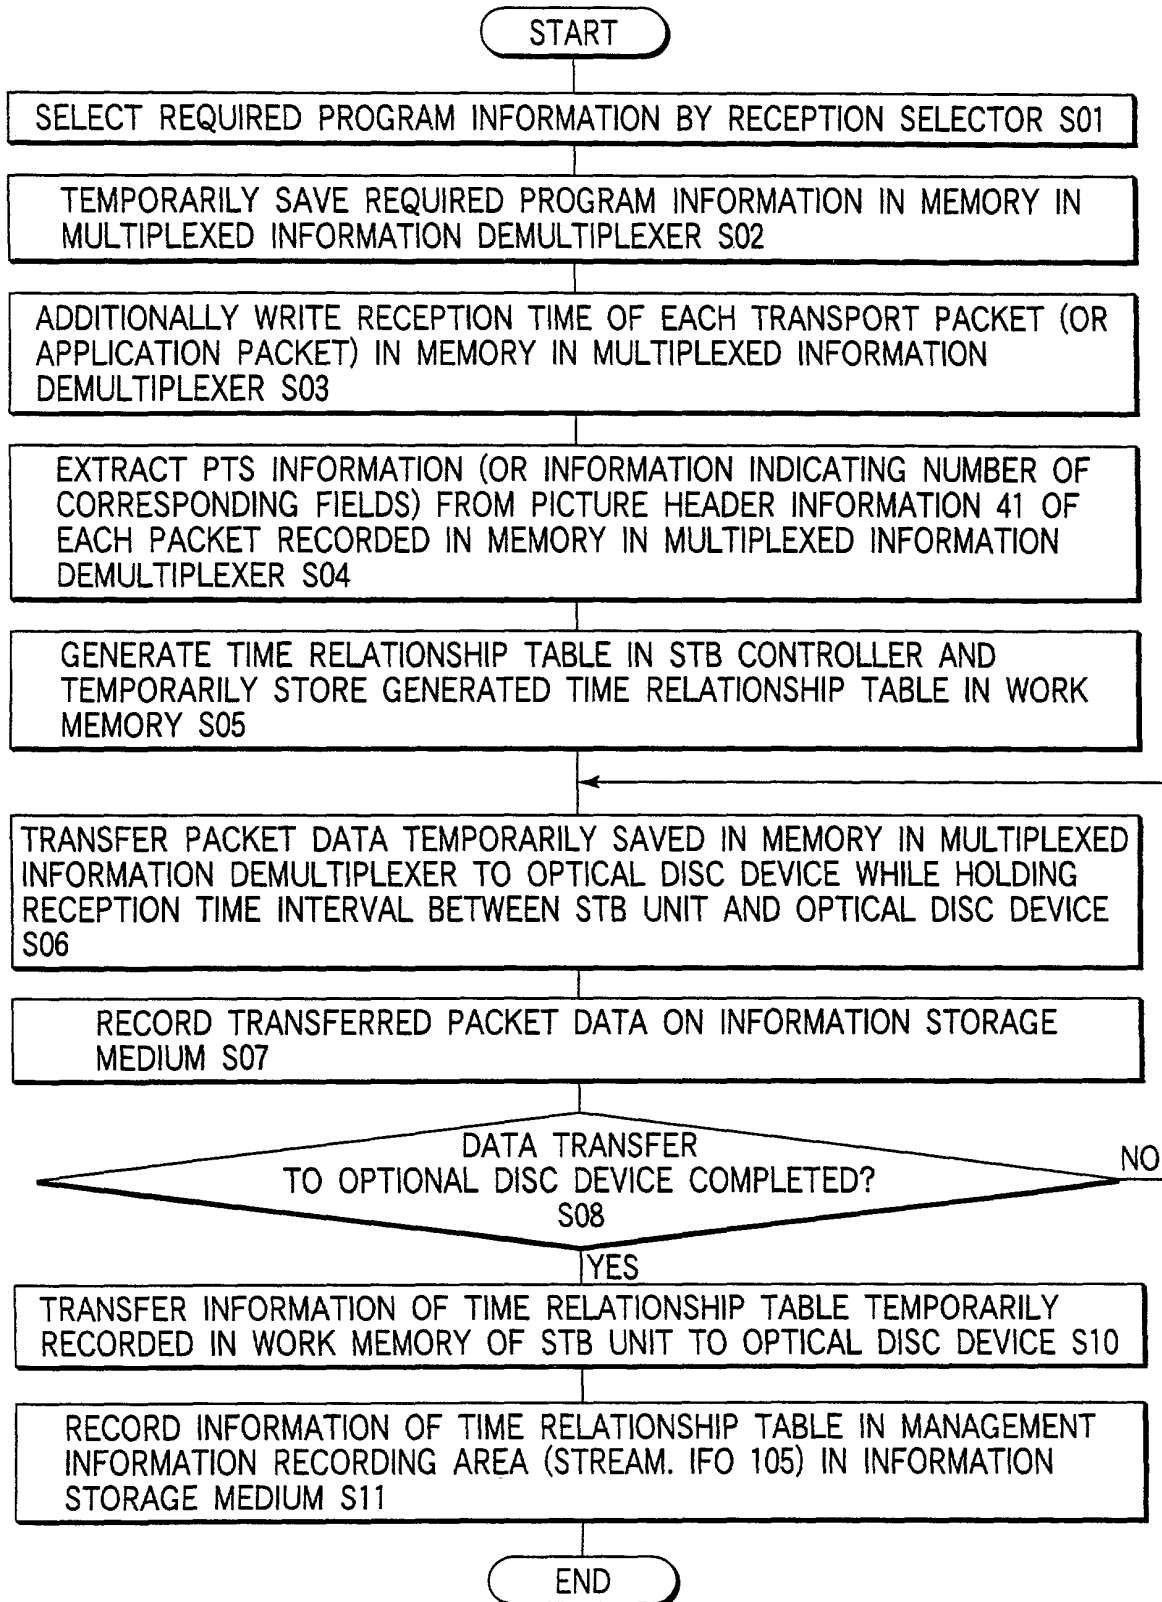 START
SELECT REQUIRED PROGRAM INFORMATION BY RECEPTION SELECTOR S01
TEMPORARILY SAVE REQUIRED PROGRAM INFORMATION IN MEMORY IN
MULTIPLEXED INFORMATION DEMULTIPLEXER S02
ADDITIONALLY WRITE RECEPTION TIME OF EACH TRANSPORT PACKET (OR
APPLICATION PACKET) IN MEMORY IN MULTIPLEXED INFORMATION
DEMULTIPLEXER S03
EXTRACT PTS INFORMATION (OR INFORMATION INDICATING NUMBER OF
CORRESPONDING FIELDS) FROM PICTURE HEADER INFORMATION 41 OF
EACH PACKET RECORDED IN MEMORY IN MULTIPLEXED INFORMATION
DEMULTIPLEXER S04
GENERATE TIME RELATIONSHIP TABLE IN STB CONTROLLER AND
TEMPORARILY STORE GENERATED TIME RELATIONSHIP TABLE IN WORK
MEMORY S05
TRANSFER PACKET DATA TEMPORARILY SAVED IN MEMORY IN MULTIPLEXED
INFORMATION DEMULTIPLEXER TO OPTICAL DISC DEVICE WHILE HOLDING
RECEPTION TIME INTERVAL BETWEEN STB UNIT AND OPTICAL DISC DEVICE
S06
RECORD TRANSFERRED PACKET DATA ON INFORMATION STORAGE
MEDIUM S07
DATA TRANSFER
TO OPTIONAL DISC DEVICE COMPLETED?
S08
NO
YES
TRANSFER INFORMATION OF TIME RELATIONSHIP TABLE TEMPORARILY
RECORDED IN WORK MEMORY OF STB UNIT TO OPTICAL DISC DEVICE S10
RECORD INFORMATION OF TIME RELATIONSHIP TABLE IN MANAGEMENT
INFORMATION RECORDING AREA (STREAM. IFO 105) IN INFORMATION
STORAGE MEDIUM S11
END